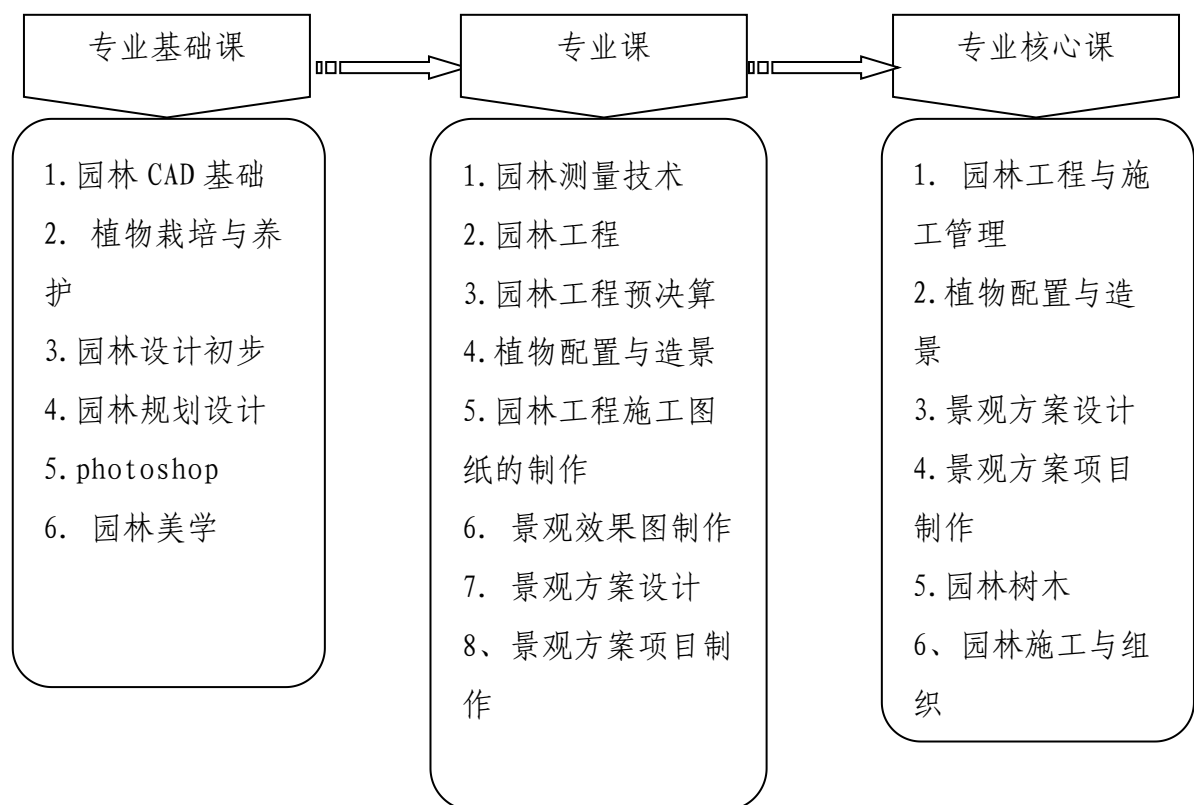 专业基础课
1.园林 CAD 基础
2. 植物栽培与养
护
3.园林设计初步
4.园林规划设计
5.photoshop
6. 园林美学
专业课
1.园林测量技术
2.园林工程
3.园林工程预决算
4.植物配置与造景
5.园林工程施工图
纸的制作
6. 景观效果图制作
7. 景观方案设计
8、景观方案项目制
作
专业核心课
1. 园林工程与施
工管理
2.植物配置与造
景
3.景观方案设计
4.景观方案项目
制作
5.园林树木
6、园林施工与组
织